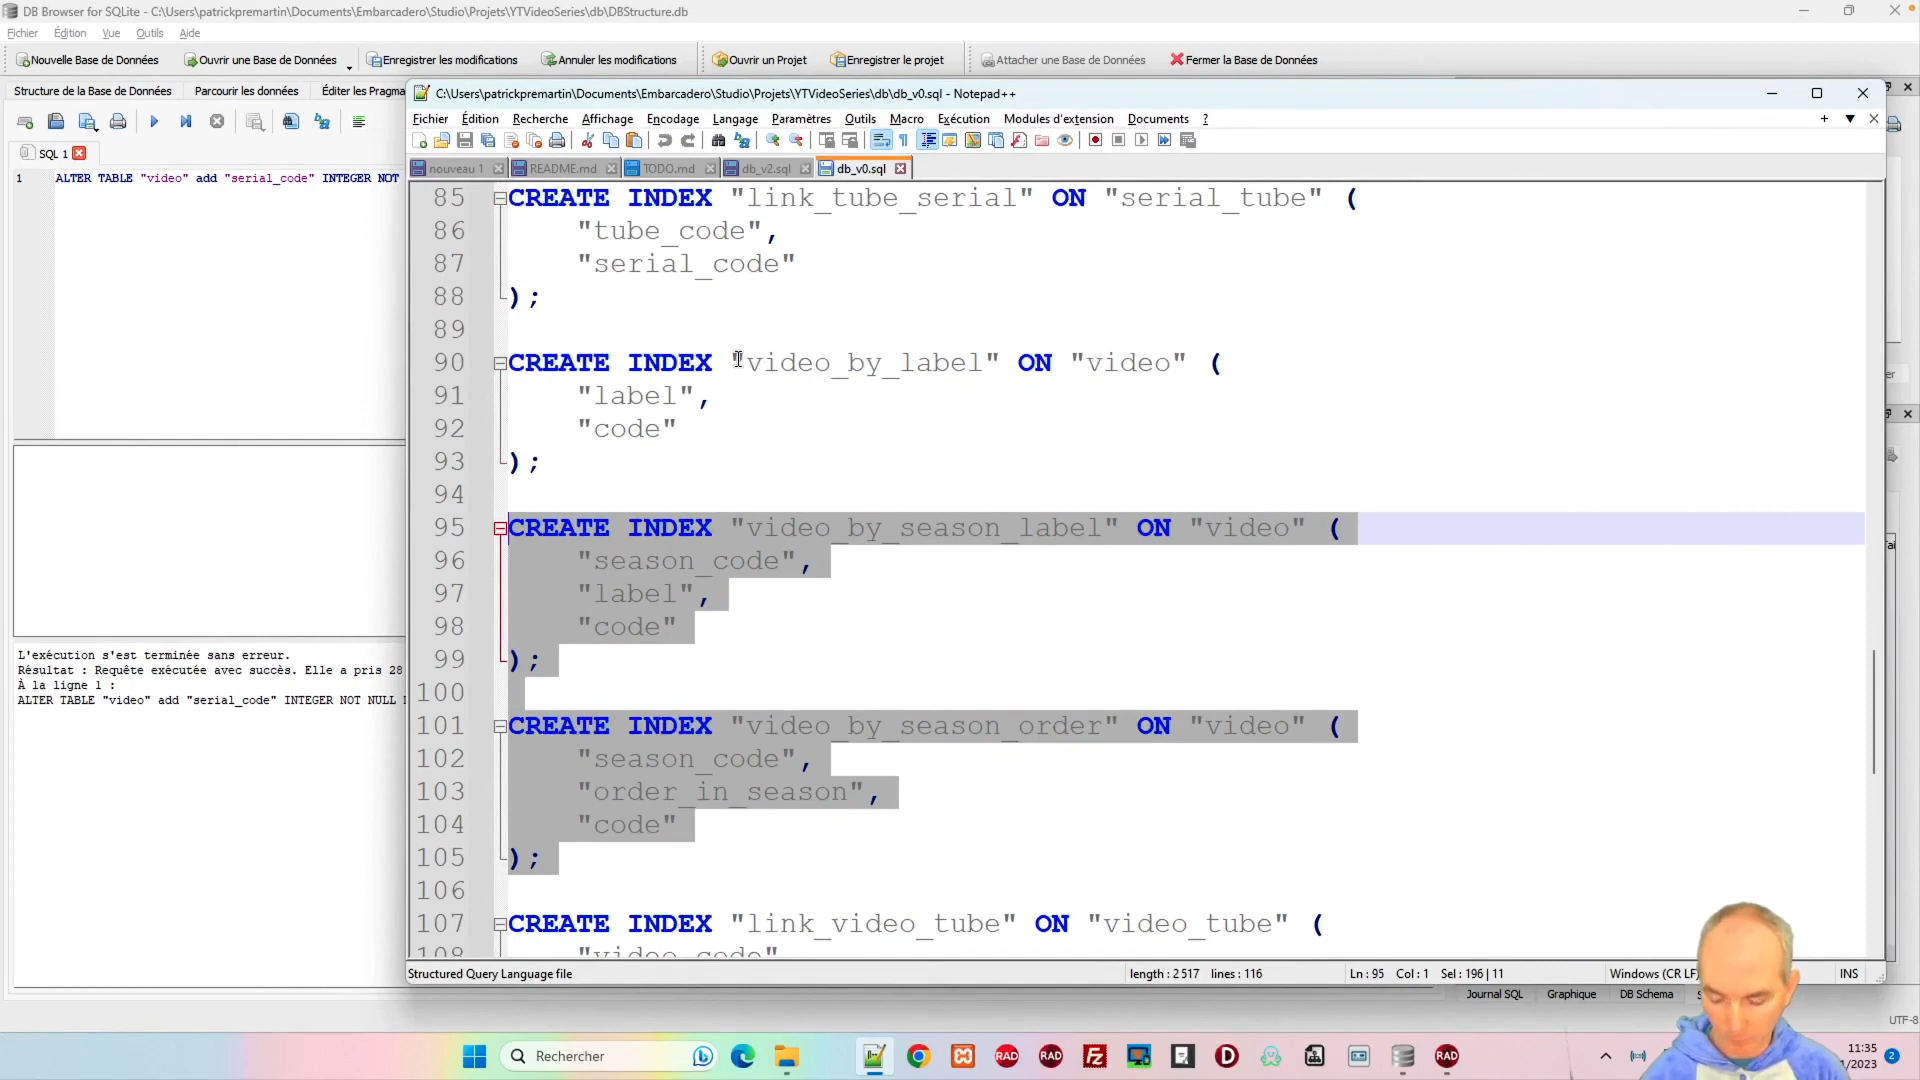 DB Browser for SQLite - C:\Users\patrickpremartin\Documents\Embarcadero\Studio\Projets\YTVideoSeries\db\DBStructure.db
Fichier Édition Vue Outils Aide
Nouvelle Base de Données Ouvrir une Base de Données Enregistrer les modifications Annuler les modifications Ouvrir un Projet Enregistrer le projet Attacher une Base de Données Fermer la Base de Données
Structure de la Base de Données Parcourir les données Éditer les Pragma
SQL 1
1 ALTER TABLE "video" add "serial_code" INTEGER NOT
L'exécution s'est terminée sans erreur.
Résultat : Requête exécutée avec succès. Elle a pris 28
À la ligne 1 :
ALTER TABLE "video" add "serial_code" INTEGER NOT NULL
C:\Users\patrickpremartin\Documents\Embarcadero\Studio\Projets\YTVideoSeries\db\db_v0.sql - Notepad++
Fichier Édition Recherche Affichage Encodage Langage Paramètres Outils Macro Exécution Modules d'extension Documents ?
nouveau 1 README.md TODO.md db_v2.sql db_v0.sql
85 CREATE INDEX "link_tube_serial" ON "serial_tube" (
86 "tube_code",
87 "serial_code"
88 );
89
90 CREATE INDEX "video_by_label" ON "video" (
91 "label",
92 "code"
93 );
94
95 CREATE INDEX "video_by_season_label" ON "video" (
96 "season_code",
97 "label",
98 "code"
99 );
100
101 CREATE INDEX "video_by_season_order" ON "video" (
102 "season_code",
103 "order_in_season",
104 "code"
105 );
106
107 CREATE INDEX "link_video_tube" ON "video_tube" (
108 "video_code"
Structured Query Language file length : 2 517 lines : 116 Ln : 95 Col : 1 Sel : 196 | 11 Windows (CR LF) INS
Journal SQL Graphique DB Schema
UTF-8
Rechercher
RAD RAD RAD
11:35
1/2023
2